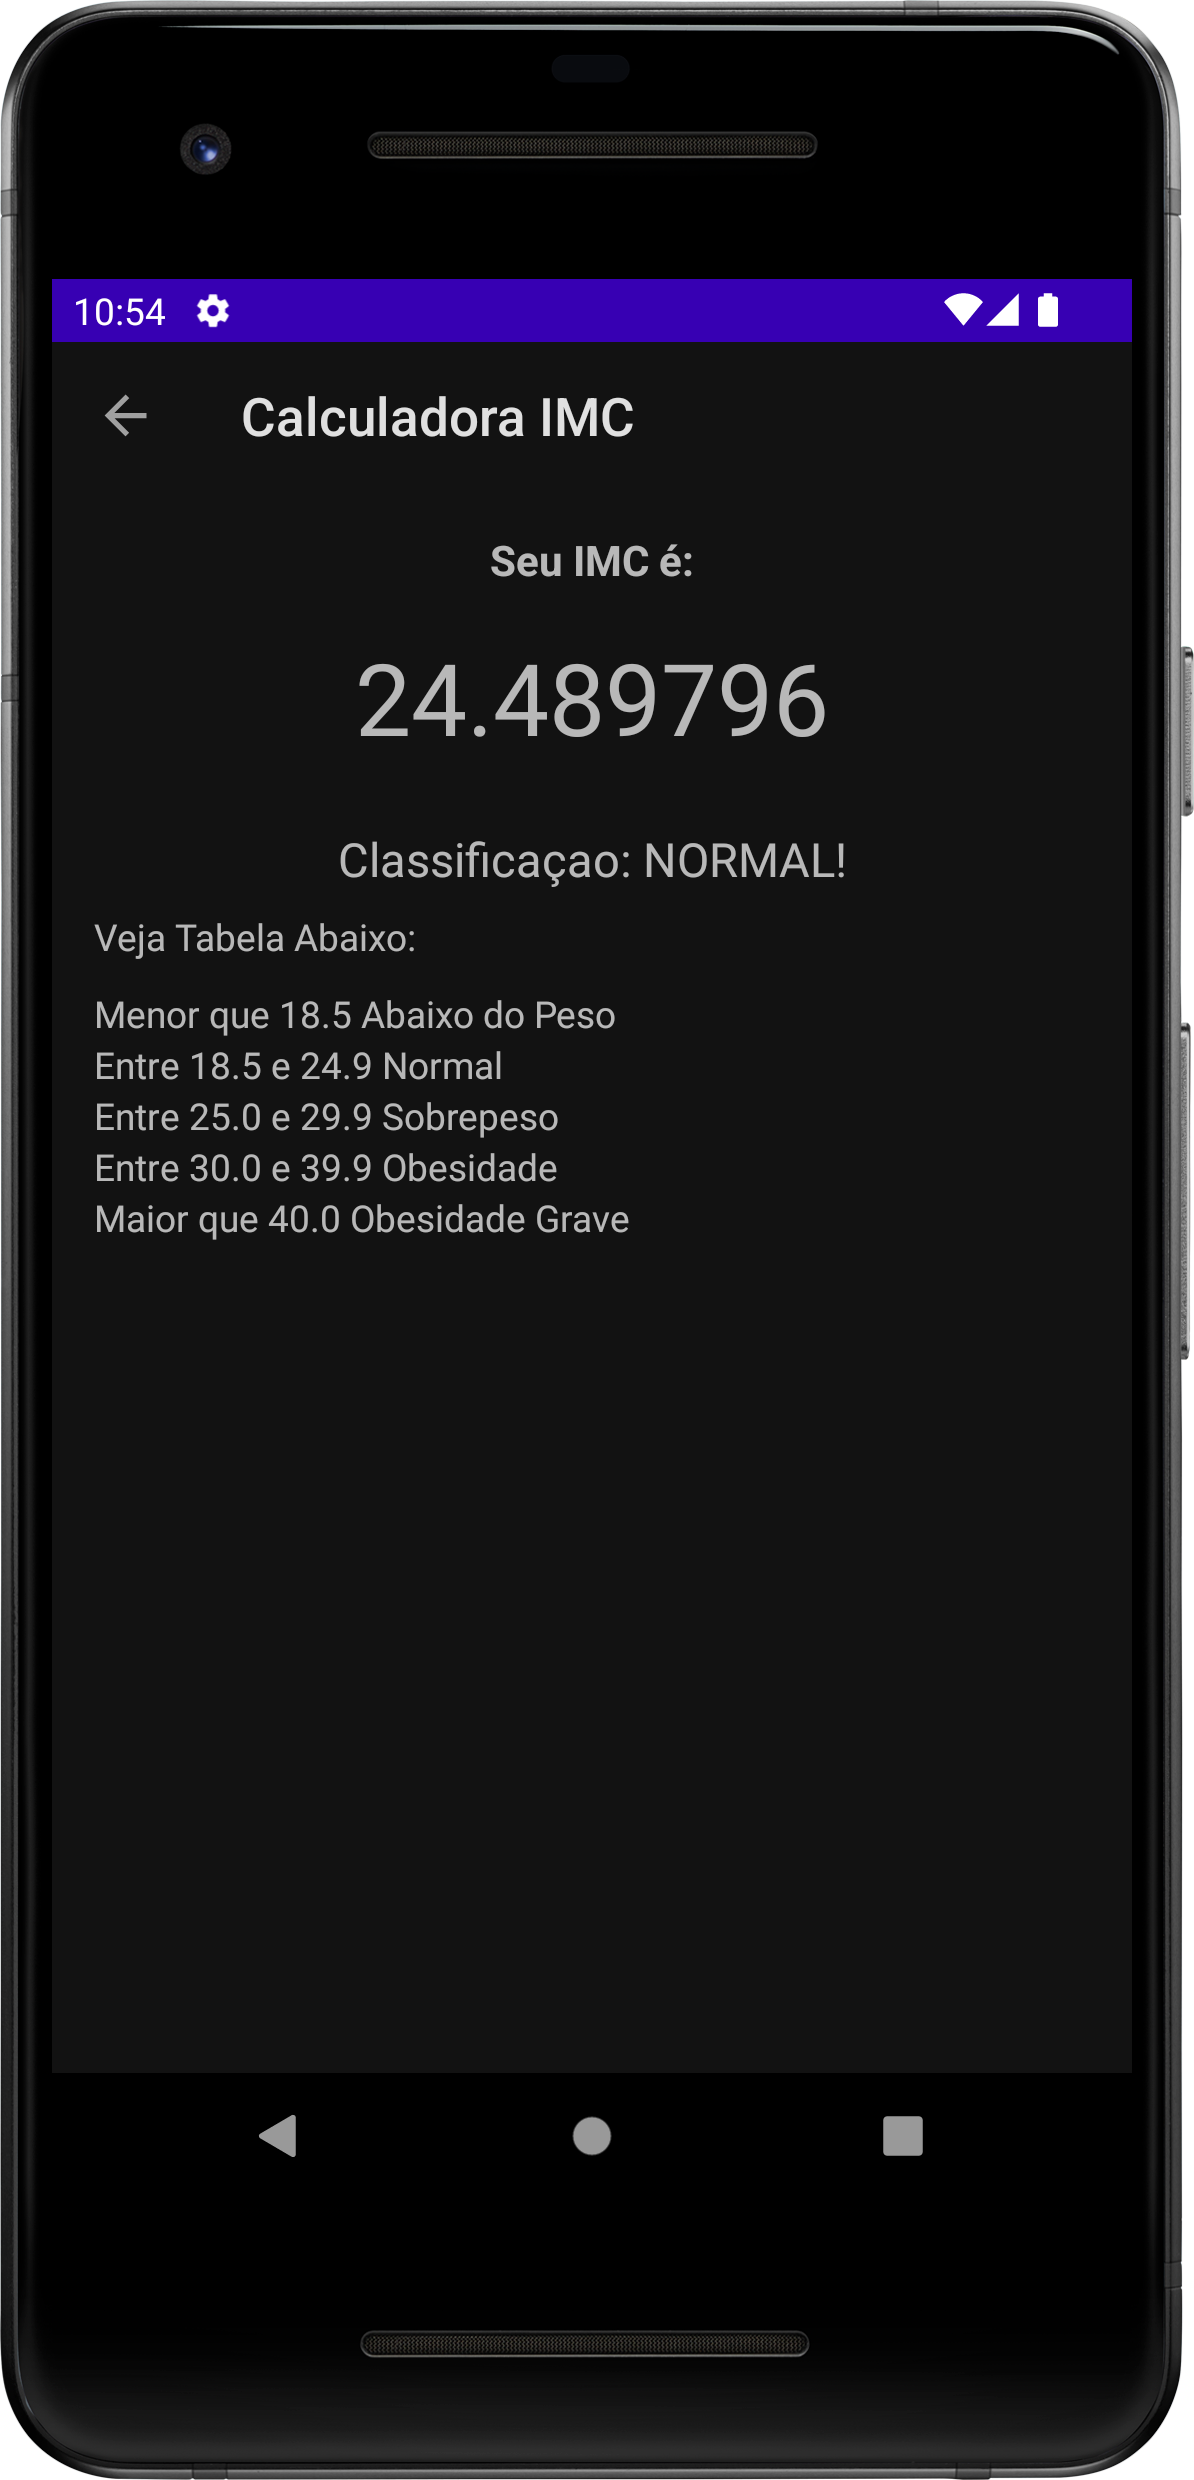 10:54
Calculadora IMC
Seu IMC é:
24.489796
Classificaçao: NORMAL!
Veja Tabela Abaixo:
Menor que 18.5 Abaixo do Peso
Entre 18.5 e 24.9 Normal
Entre 25.0 e 29.9 Sobrepeso
Entre 30.0 e 39.9 Obesidade
Maior que 40.0 Obesidade Grave